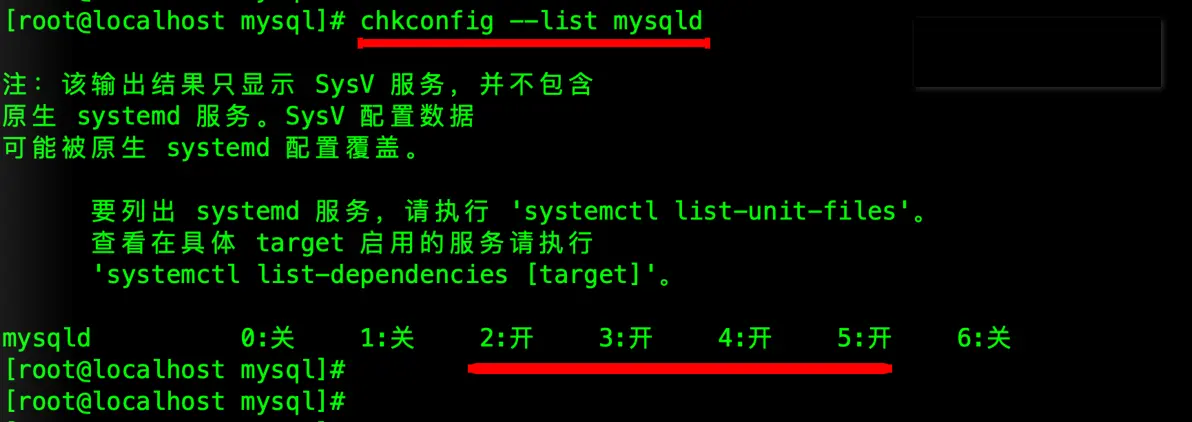 [root@localhost mysql]# chkconfig --list mysqld
注：该输出结果只显示 SysV 服务，并不包含
原生 systemd 服务。SysV 配置数据
可能被原生 systemd 配置覆盖。
要列出 systemd 服务，请执行 'systemctl list-unit-files'。
查看在具体 target 启用的服务请执行
'systemctl list-dependencies [target]'。
mysqld 0:关 1:关 2:开 3:开 4:开 5:开 6:关
[root@localhost mysql]#
[root@localhost mysql]#